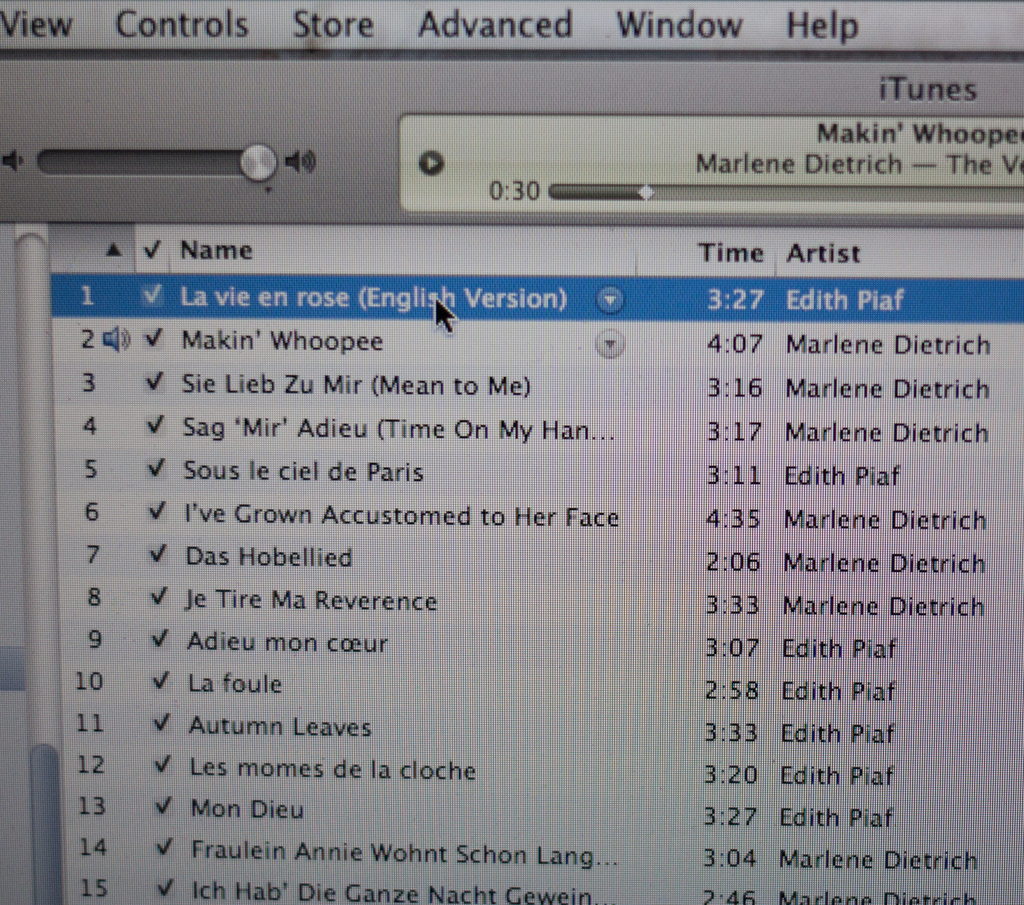 View Controls Store Advanced Window Help
iTunes
Makin' Whoopee
Marlene Dietrich — The
0:30
Name Time Artist
1 La vie en rose (English Version) 3:27 Edith Piaf
2 Makin' Whoopee 4:07 Marlene Dietrich
3 Sie Lieb Zu Mir (Mean to Me) 3:16 Marlene Dietrich
4 Sag ‘Mir’ Adieu (Time On My Han... 3:17 Marlene Dietrich
5 Sous le ciel de Paris 3:11 Edith Piaf
6 I've Grown Accustomed to Her Face 4:35 Marlene Dietrich
7 Das Hobellied 2:06 Marlene Dietrich
8 Je Tire Ma Reverence 3:33 Marlene Dietrich
9 Adieu mon cœur 3:07 Edith Piaf
10 La foule 2:58 Edith Piaf
11 Autumn Leaves 3:33 Edith Piaf
12 Les momes de la cloche 3:20 Edith Piaf
13 Mon Dieu 3:27 Edith Piaf
14 Fraulein Annie Wohnt Schon Lang... 3:04 Marlene Dietrich
15 Ich Hab' Die Ganze Nacht Gewein... 2:46 Marlene Dietrich